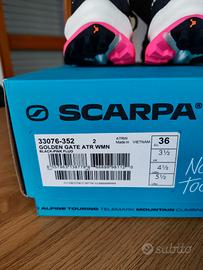 SCARPA
33076-352 2
GOLDEN GATE ATR WMN
BLACK-PINK FLUO
Made in VIETNAM
36
3½
4½
5½
ALPINE TOURING TELEMARK MOUNTAIN
subito